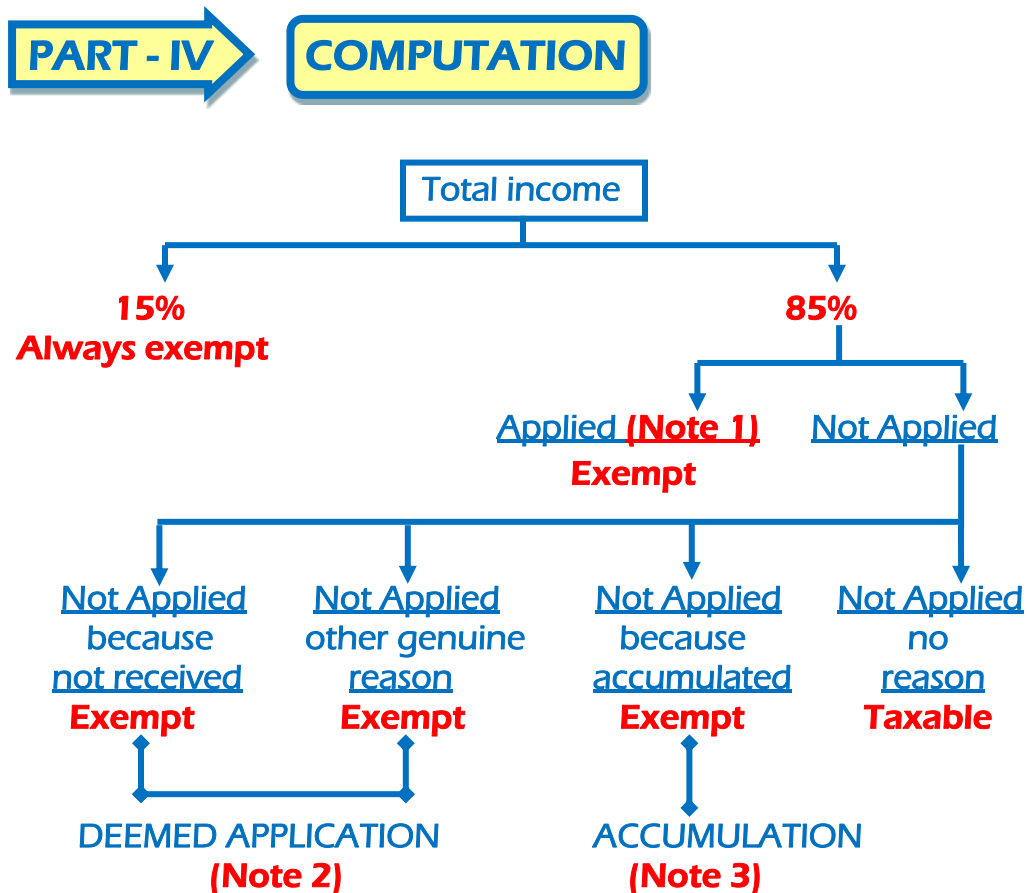 PART - IV
COMPUTATION
Total income
15%
Always exempt
85%
Applied (Note 1)
Exempt
Not Applied
Not Applied
because
not received
Exempt
Not Applied
other genuine
reason
Exempt
Not Applied
because
accumulated
Exempt
Not Applied
no
reason
Taxable
DEEMED APPLICATION
(Note 2)
ACCUMULATION
(Note 3)